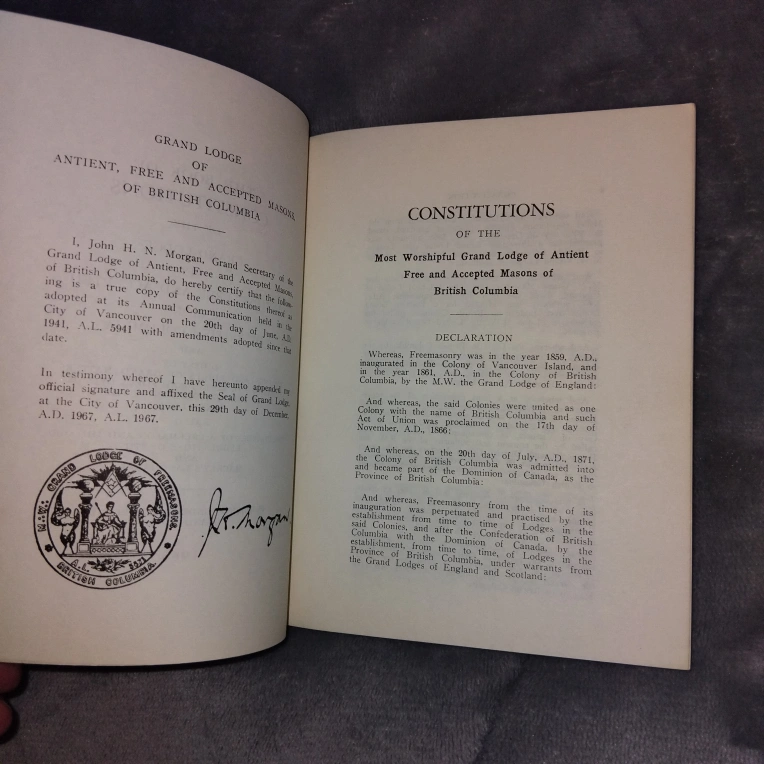 GRAND LODGE
OF
ANTIENT, FREE AND ACCEPTED MASONS
OF BRITISH COLUMBIA
I, John H. N. Morgan, Grand Secretary of the
Grand Lodge of Antient, Free and Accepted Masons,
of British Columbia, do hereby certify that the follow-
ing is a true copy of the Constitutions thereof as
adopted at its Annual Communication held in the
City of Vancouver on the 20th day of June, A.D.
1941, A.L. 5941 with amendments adopted since that
date.
In testimony whereof I have hereunto appended my
official signature and affixed the Seal of Grand Lodge,
at the City of Vancouver, this 29th day of December,
A.D. 1967, A.L. 1967.
M.W. GRAND LODGE OF FREEMASONS
A.L. 5871
BRITISH COLUMBIA
Morgan
CONSTITUTIONS
OF THE
Most Worshipful Grand Lodge of Antient
Free and Accepted Masons of
British Columbia
DECLARATION
Whereas, Freemasonry was in the year 1859, A.D.,
inaugurated in the Colony of Vancouver Island, and
in the year 1861, A.D., in the Colony of British
Columbia, by the M.W. the Grand Lodge of England:
And whereas, the said Colonies were united as one
Colony with the name of British Columbia and such
Act of Union was proclaimed on the 17th day of
November, A.D., 1866:
And whereas, on the 20th day of July, A.D., 1871,
the Colony of British Columbia was admitted into
and became part of the Dominion of Canada, as the
Province of British Columbia:
And whereas, Freemasonry from the time of its
inauguration was perpetuated and practised by the
establishment from time to time of Lodges in the
said Colonies, and after the Confederation of British
Columbia with the Dominion of Canada, by the
establishment, from time to time, of Lodges in the
Province of British Columbia, under warrants from
the Grand Lodges of England and Scotland: